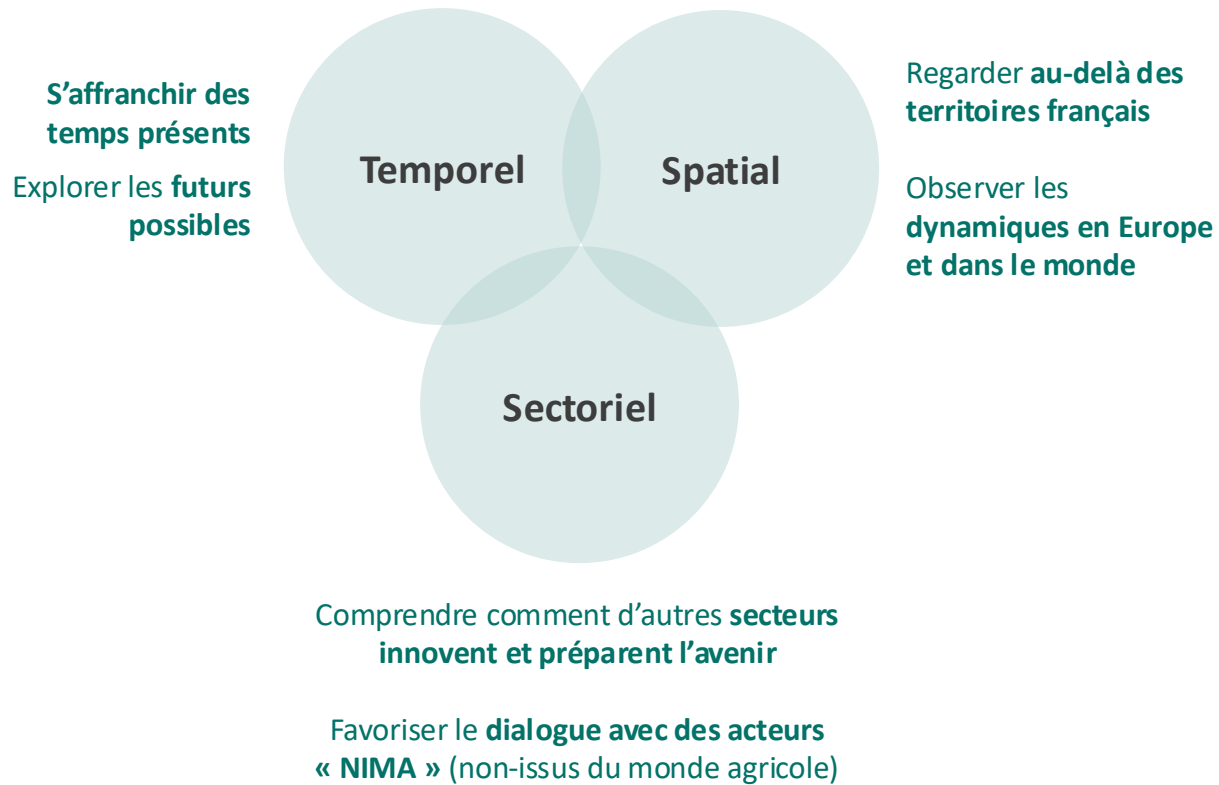 S’affranchir des
temps présents
Explorer les futurs
possibles
Temporel
Spatial
Regarder au-delà des
territoires français
Observer les
dynamiques en Europe
et dans le monde
Sectoriel
Comprendre comment d’autres secteurs
innovent et préparent l’avenir
Favoriser le dialogue avec des acteurs
« NIMA » (non-issus du monde agricole)